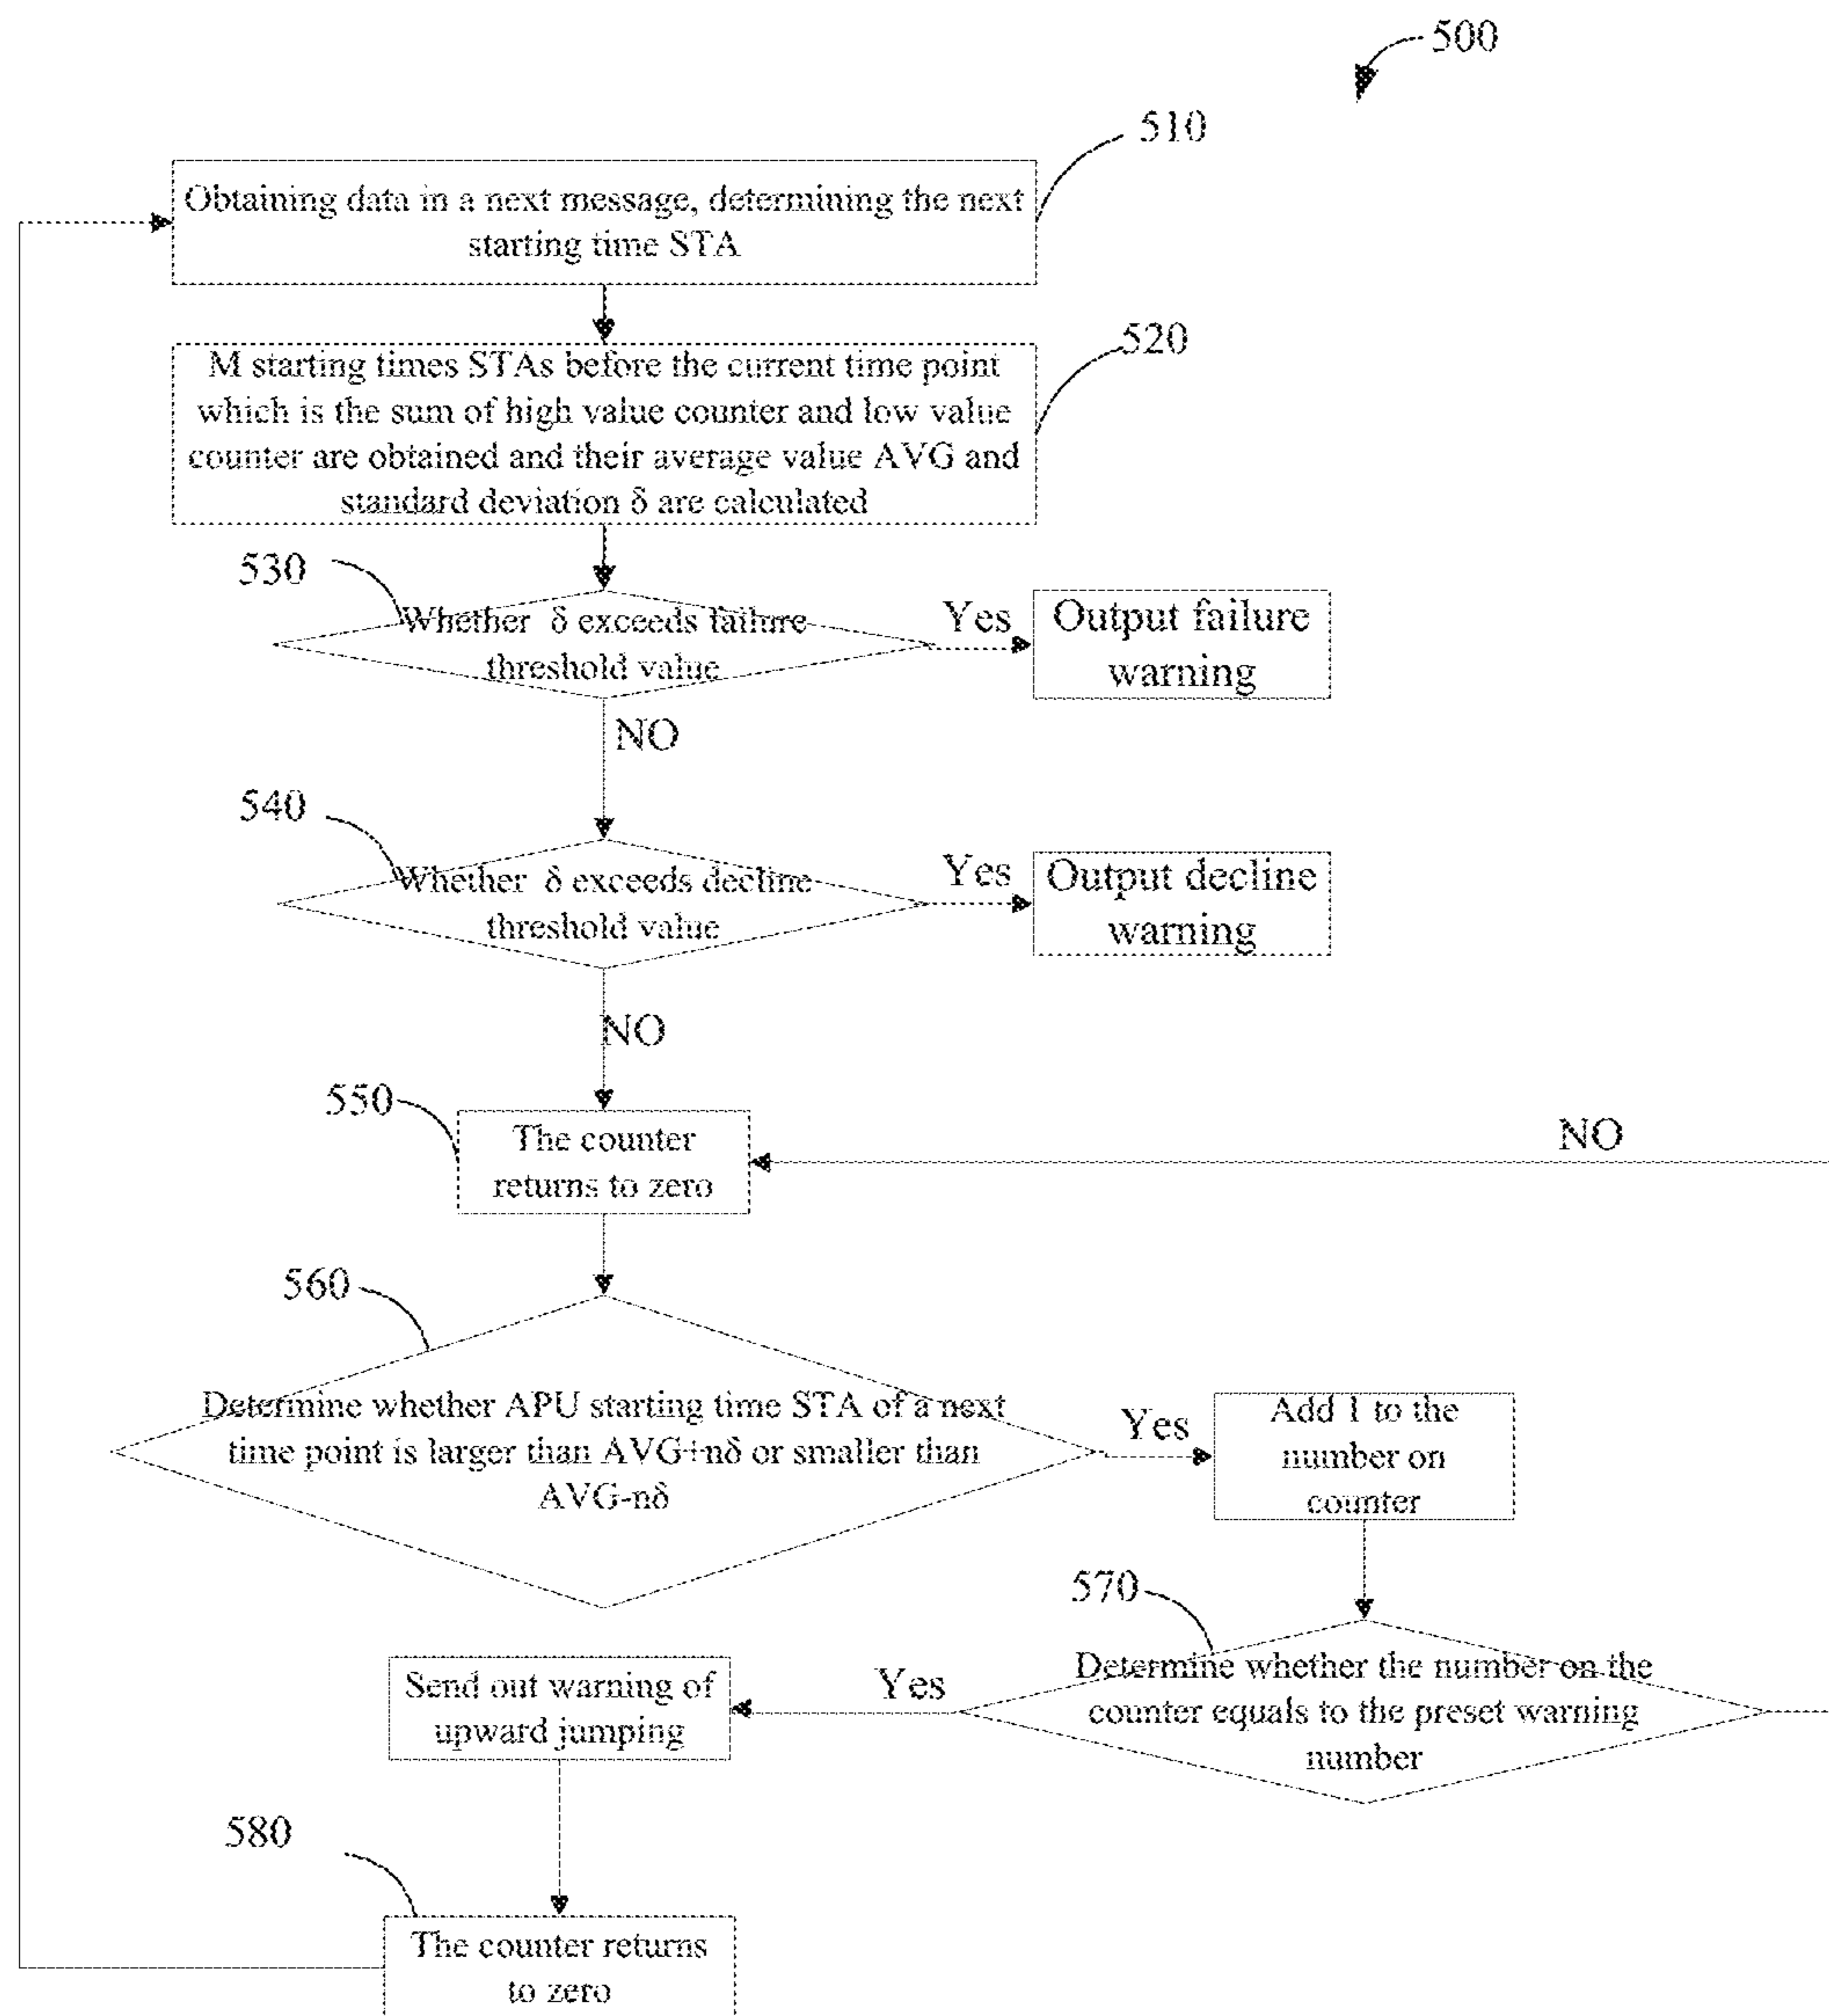 500
510
Obtaining data in a next message, determining the next
starting time STA
520
M starting times STAs before the current time point
which is the sum of high value counter and low value
counter are obtained and their average value AVG and
standard deviation δ are calculated
530
Whether δ exceeds failure
threshold value
Yes
Output failure
warning
NO
540
Whether δ exceeds decline
threshold value
Yes
Output decline
warning
NO
550
The counter
returns to zero
NO
560
Determine whether APU starting time STA of a next
time point is larger than AVG+nδ or smaller than
AVG-nδ
Yes
Add 1 to the
number on
counter
570
Determine whether the number on the
counter equals to the preset warning
number
Yes
Send out warning of
upward jumping
580
The counter returns
to zero